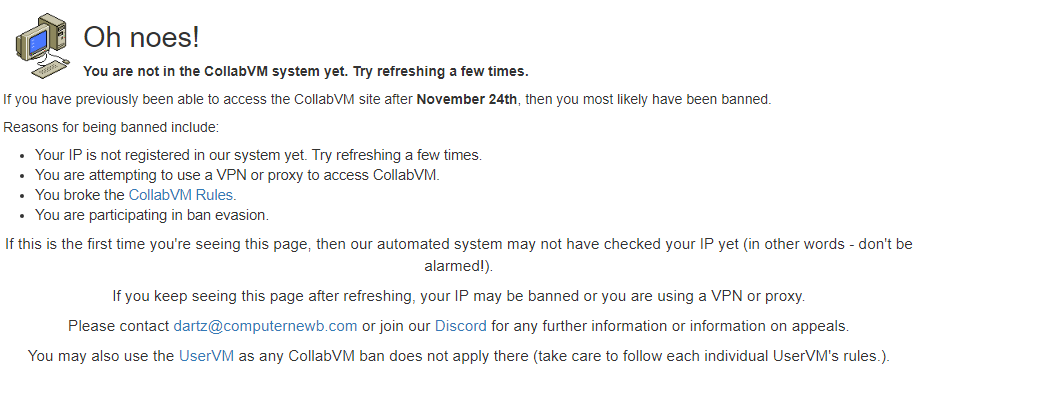 Oh noes!
You are not in the CollabVM system yet. Try refreshing a few times.
If you have previously been able to access the CollabVM site after November 24th, then you most likely have been banned.
Reasons for being banned include:
• Your IP is not registered in our system yet. Try refreshing a few times.
• You are attempting to use a VPN or proxy to access CollabVM.
• You broke the CollabVM Rules.
• You are participating in ban evasion.
If this is the first time you're seeing this page, then our automated system may not have checked your IP yet (in other words - don't be
alarmed!).
If you keep seeing this page after refreshing, your IP may be banned or you are using a VPN or proxy.
Please contact dartz@computernewb.com or join our Discord for any further information or information on appeals.
You may also use the UserVM as any CollabVM ban does not apply there (take care to follow each individual UserVM's rules.).